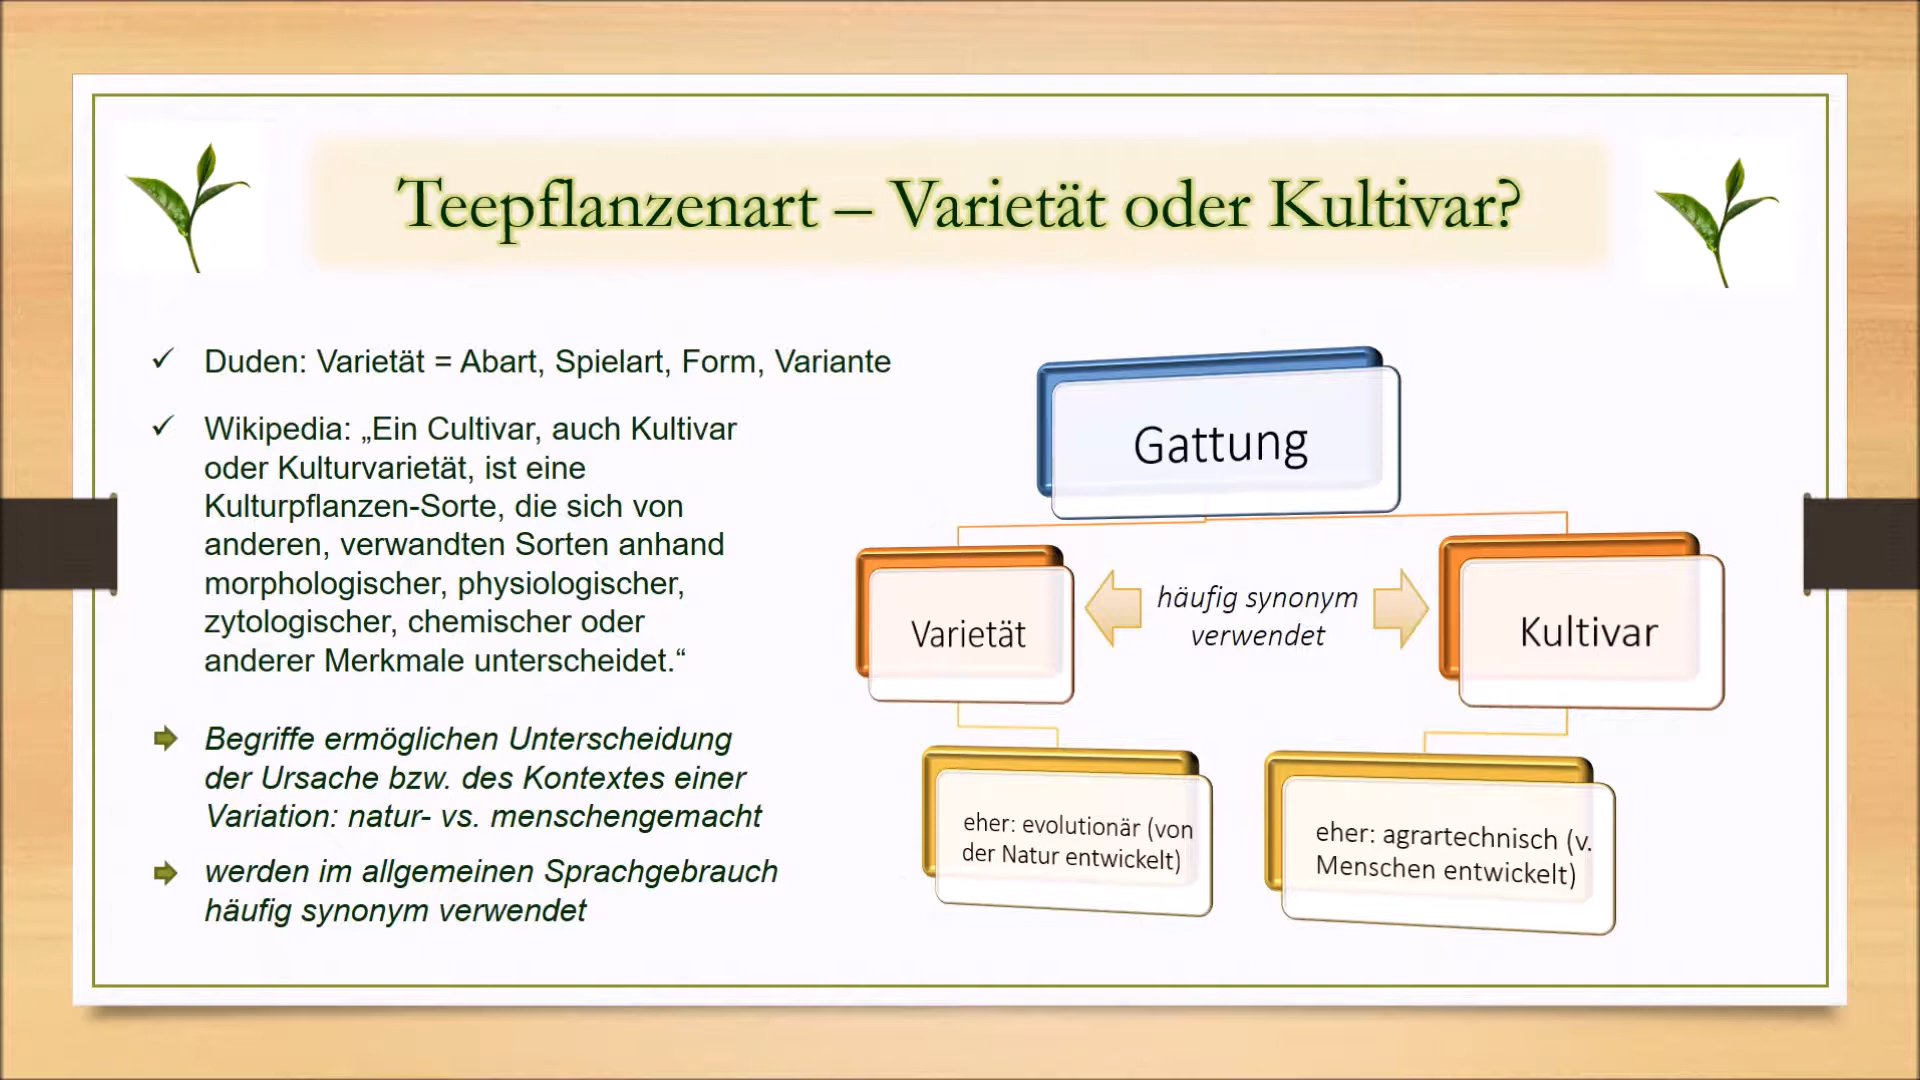 Teepflanzenart – Varietät oder Kultivar?
Duden: Varietät = Abart, Spielart, Form, Variante
Wikipedia: „Ein Cultivar, auch Kultivar
oder Kulturvarietät, ist eine
Kulturpflanzen-Sorte, die sich von
anderen, verwandten Sorten anhand
morphologischer, physiologischer,
zytologischer, chemischer oder
anderer Merkmale unterscheidet.“
Begriffe ermöglichen Unterscheidung
der Ursache bzw. des Kontextes einer
Variation: natur- vs. menschengemacht
werden im allgemeinen Sprachgebrauch
häufig synonym verwendet
Gattung
Varietät
häufig synonym
verwendet
Kultivar
eher: evolutionär (von
der Natur entwickelt)
eher: agrartechnisch (v.
Menschen entwickelt)